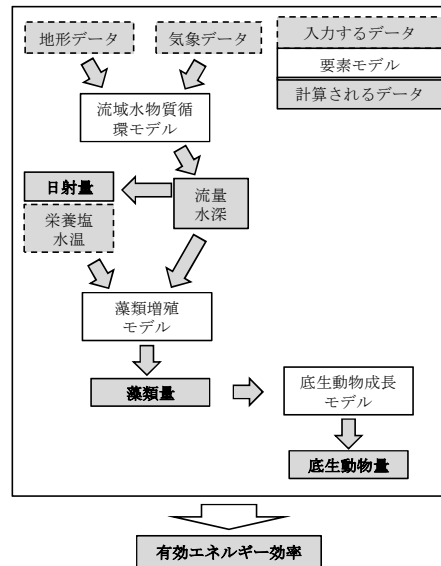 地形データ
気象データ
入力するデータ
要素モデル
計算されるデータ
流域水物質循
環モデル
日射量
栄養塩
水温
流量
水深
藻類増殖
モデル
藻類量
底生動物成長
モデル
底生動物量
有効エネルギー効率